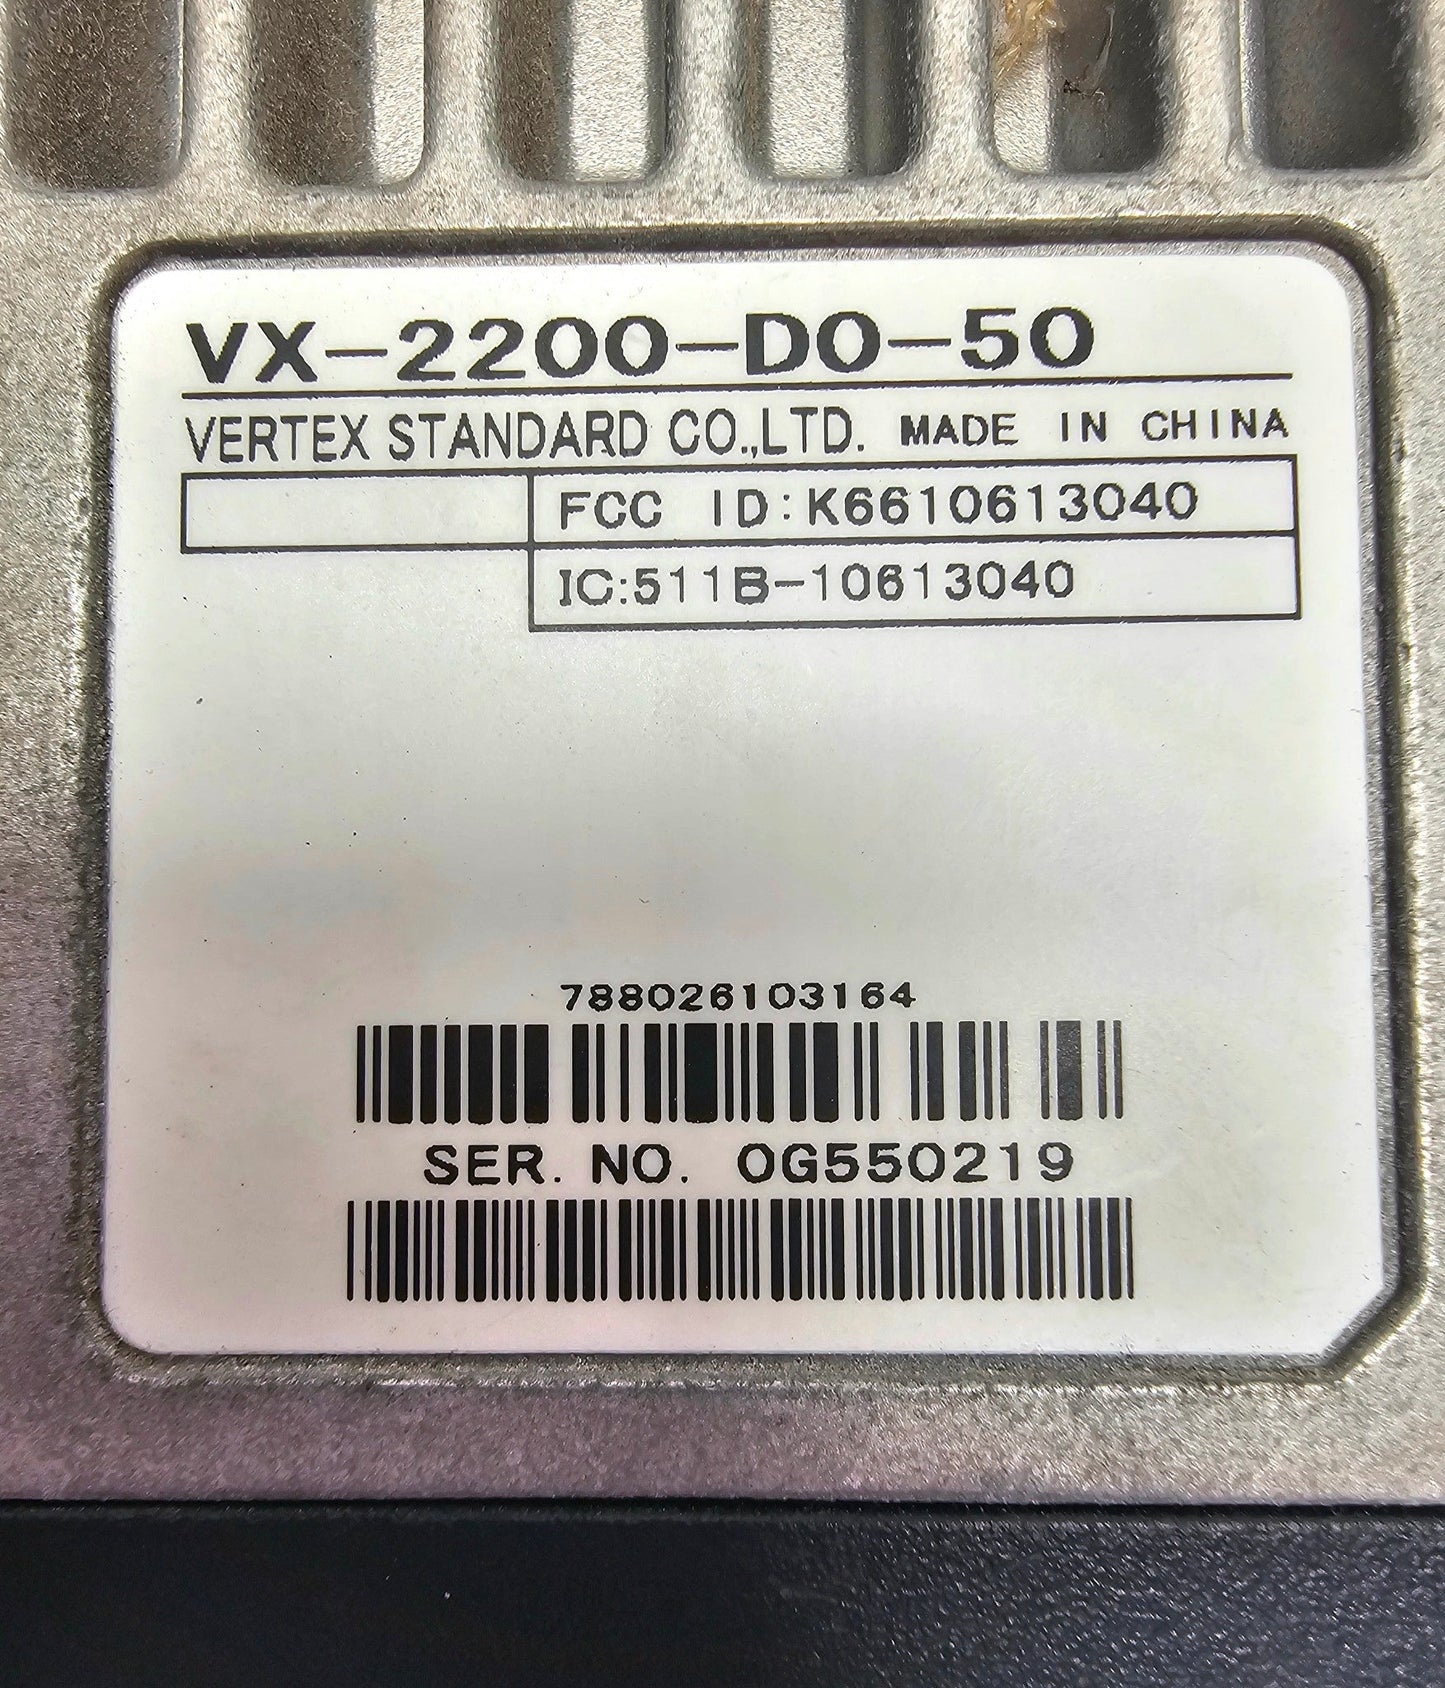 VX-2200-D0-50
VERTEX STANDARD CO.,LTD. MADE IN CHINA
FCC ID:K6610613040
IC:511B-10613040
788026103164
SER. NO. 0G550219